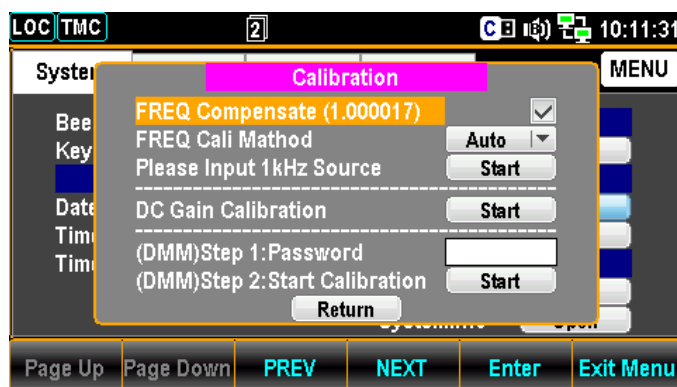 LOC TMC 2 C 10:11:31
System MENU
Calibration
FREQ Compensate (1.000017)
FREQ Cali Mathod Auto
Please Input 1kHz Source Start
DC Gain Calibration Start
(DMM)Step 1:Password
(DMM)Step 2:Start Calibration Start
Return
Bee
Key
Date
Tim
Tim
Page Up Page Down PREV NEXT Enter Exit Menu